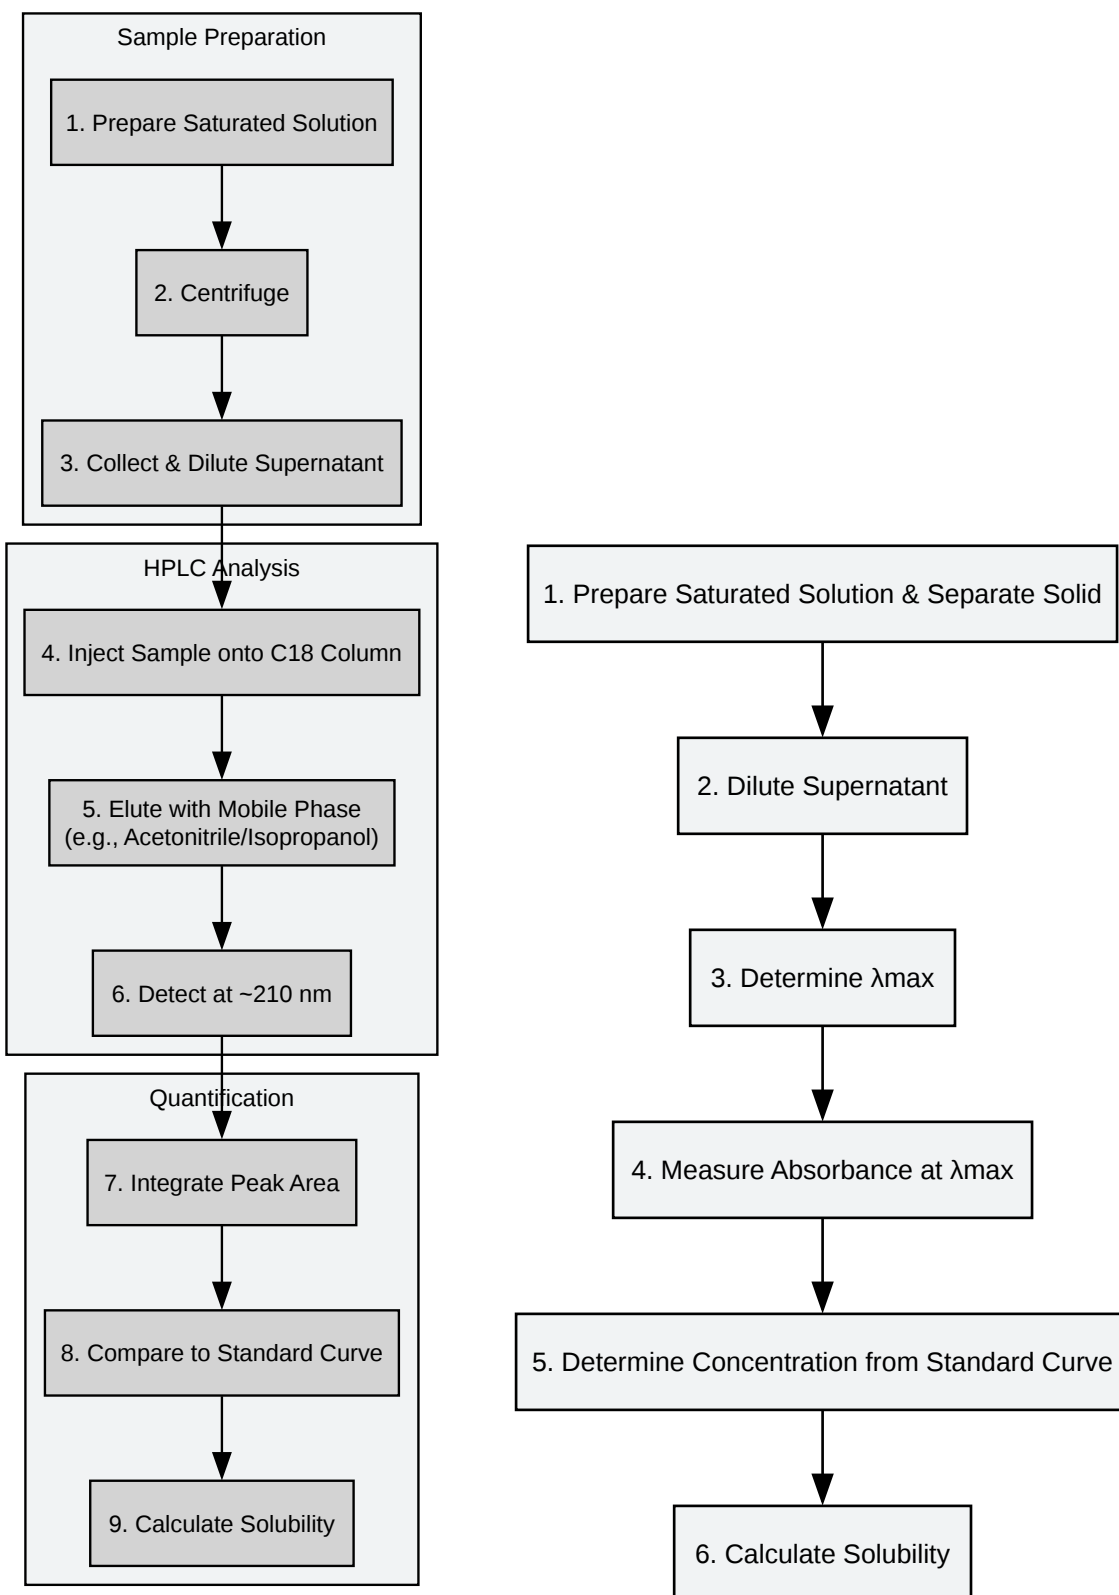 Sample Preparation
1. Prepare Saturated Solution
2. Centrifuge
3. Collect & Dilute Supernatant
HPLC Analysis
4. Inject Sample onto C18 Column
5. Elute with Mobile Phase
(e.g., Acetonitrile/Isopropanol)
6. Detect at ~210 nm
Quantification
7. Integrate Peak Area
8. Compare to Standard Curve
9. Calculate Solubility
1. Prepare Saturated Solution & Separate Solid
2. Dilute Supernatant
3. Determine λmax
4. Measure Absorbance at λmax
5. Determine Concentration from Standard Curve
6. Calculate Solubility